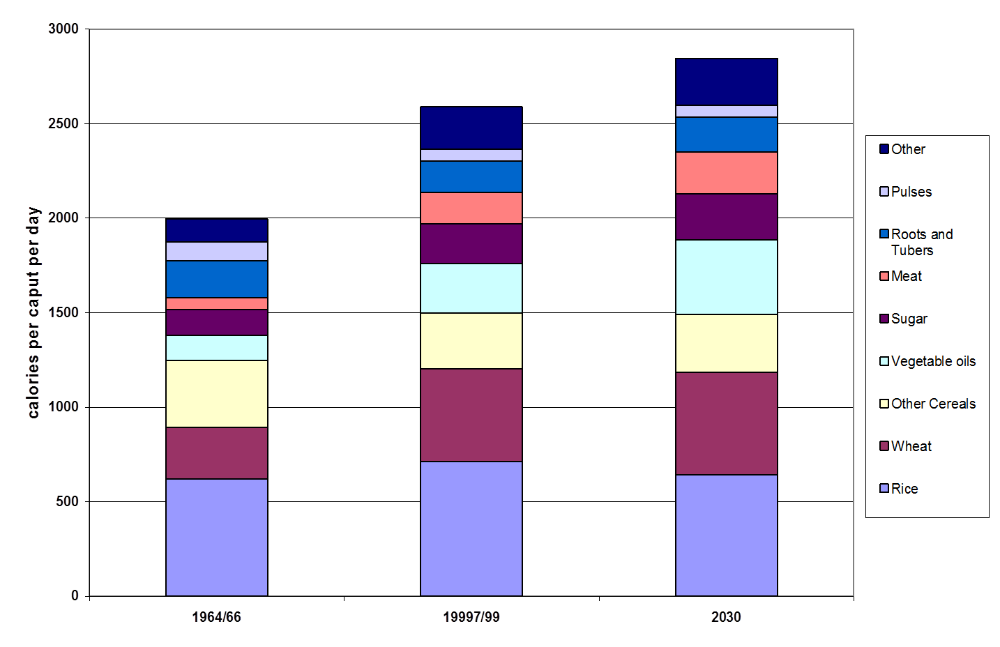 3000
2500
2000
1500
1000
500
0
calories per caput per day
1964/66
19997/99
2030
Other
Pulses
Roots and
Tubers
Meat
Sugar
Vegetable oils
Other Cereals
Wheat
Rice